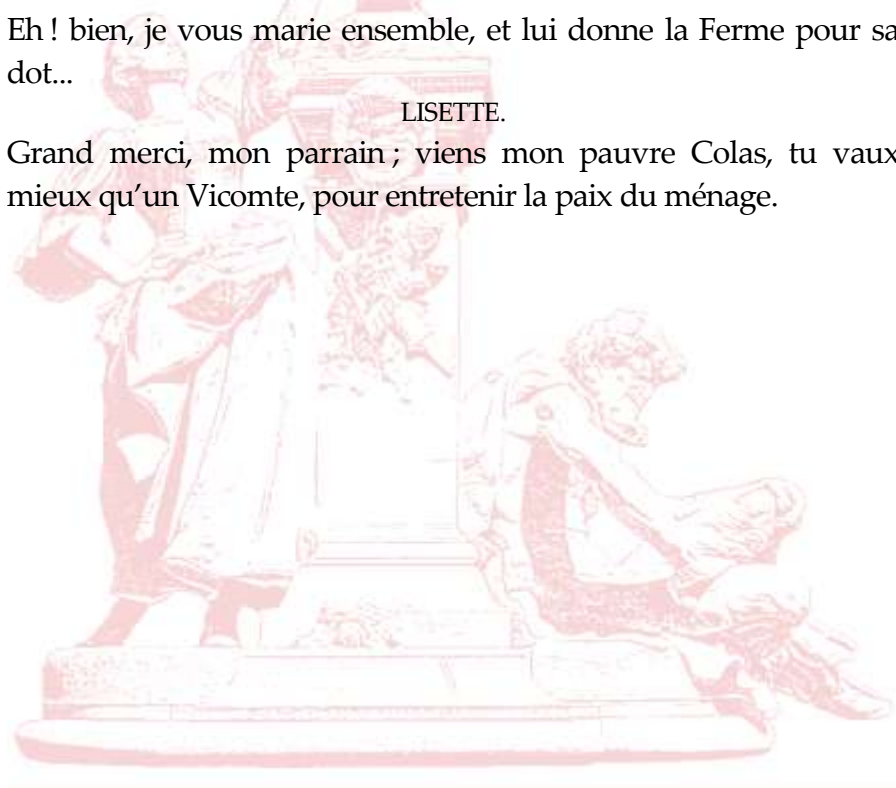 Eh ! bien, je vous marie ensemble, et lui donne la Ferme pour sa
dot...
LISETTE.
Grand merci, mon parrain ; viens mon pauvre Colas, tu vaux
mieux qu’un Vicomte, pour entretenir la paix du ménage.